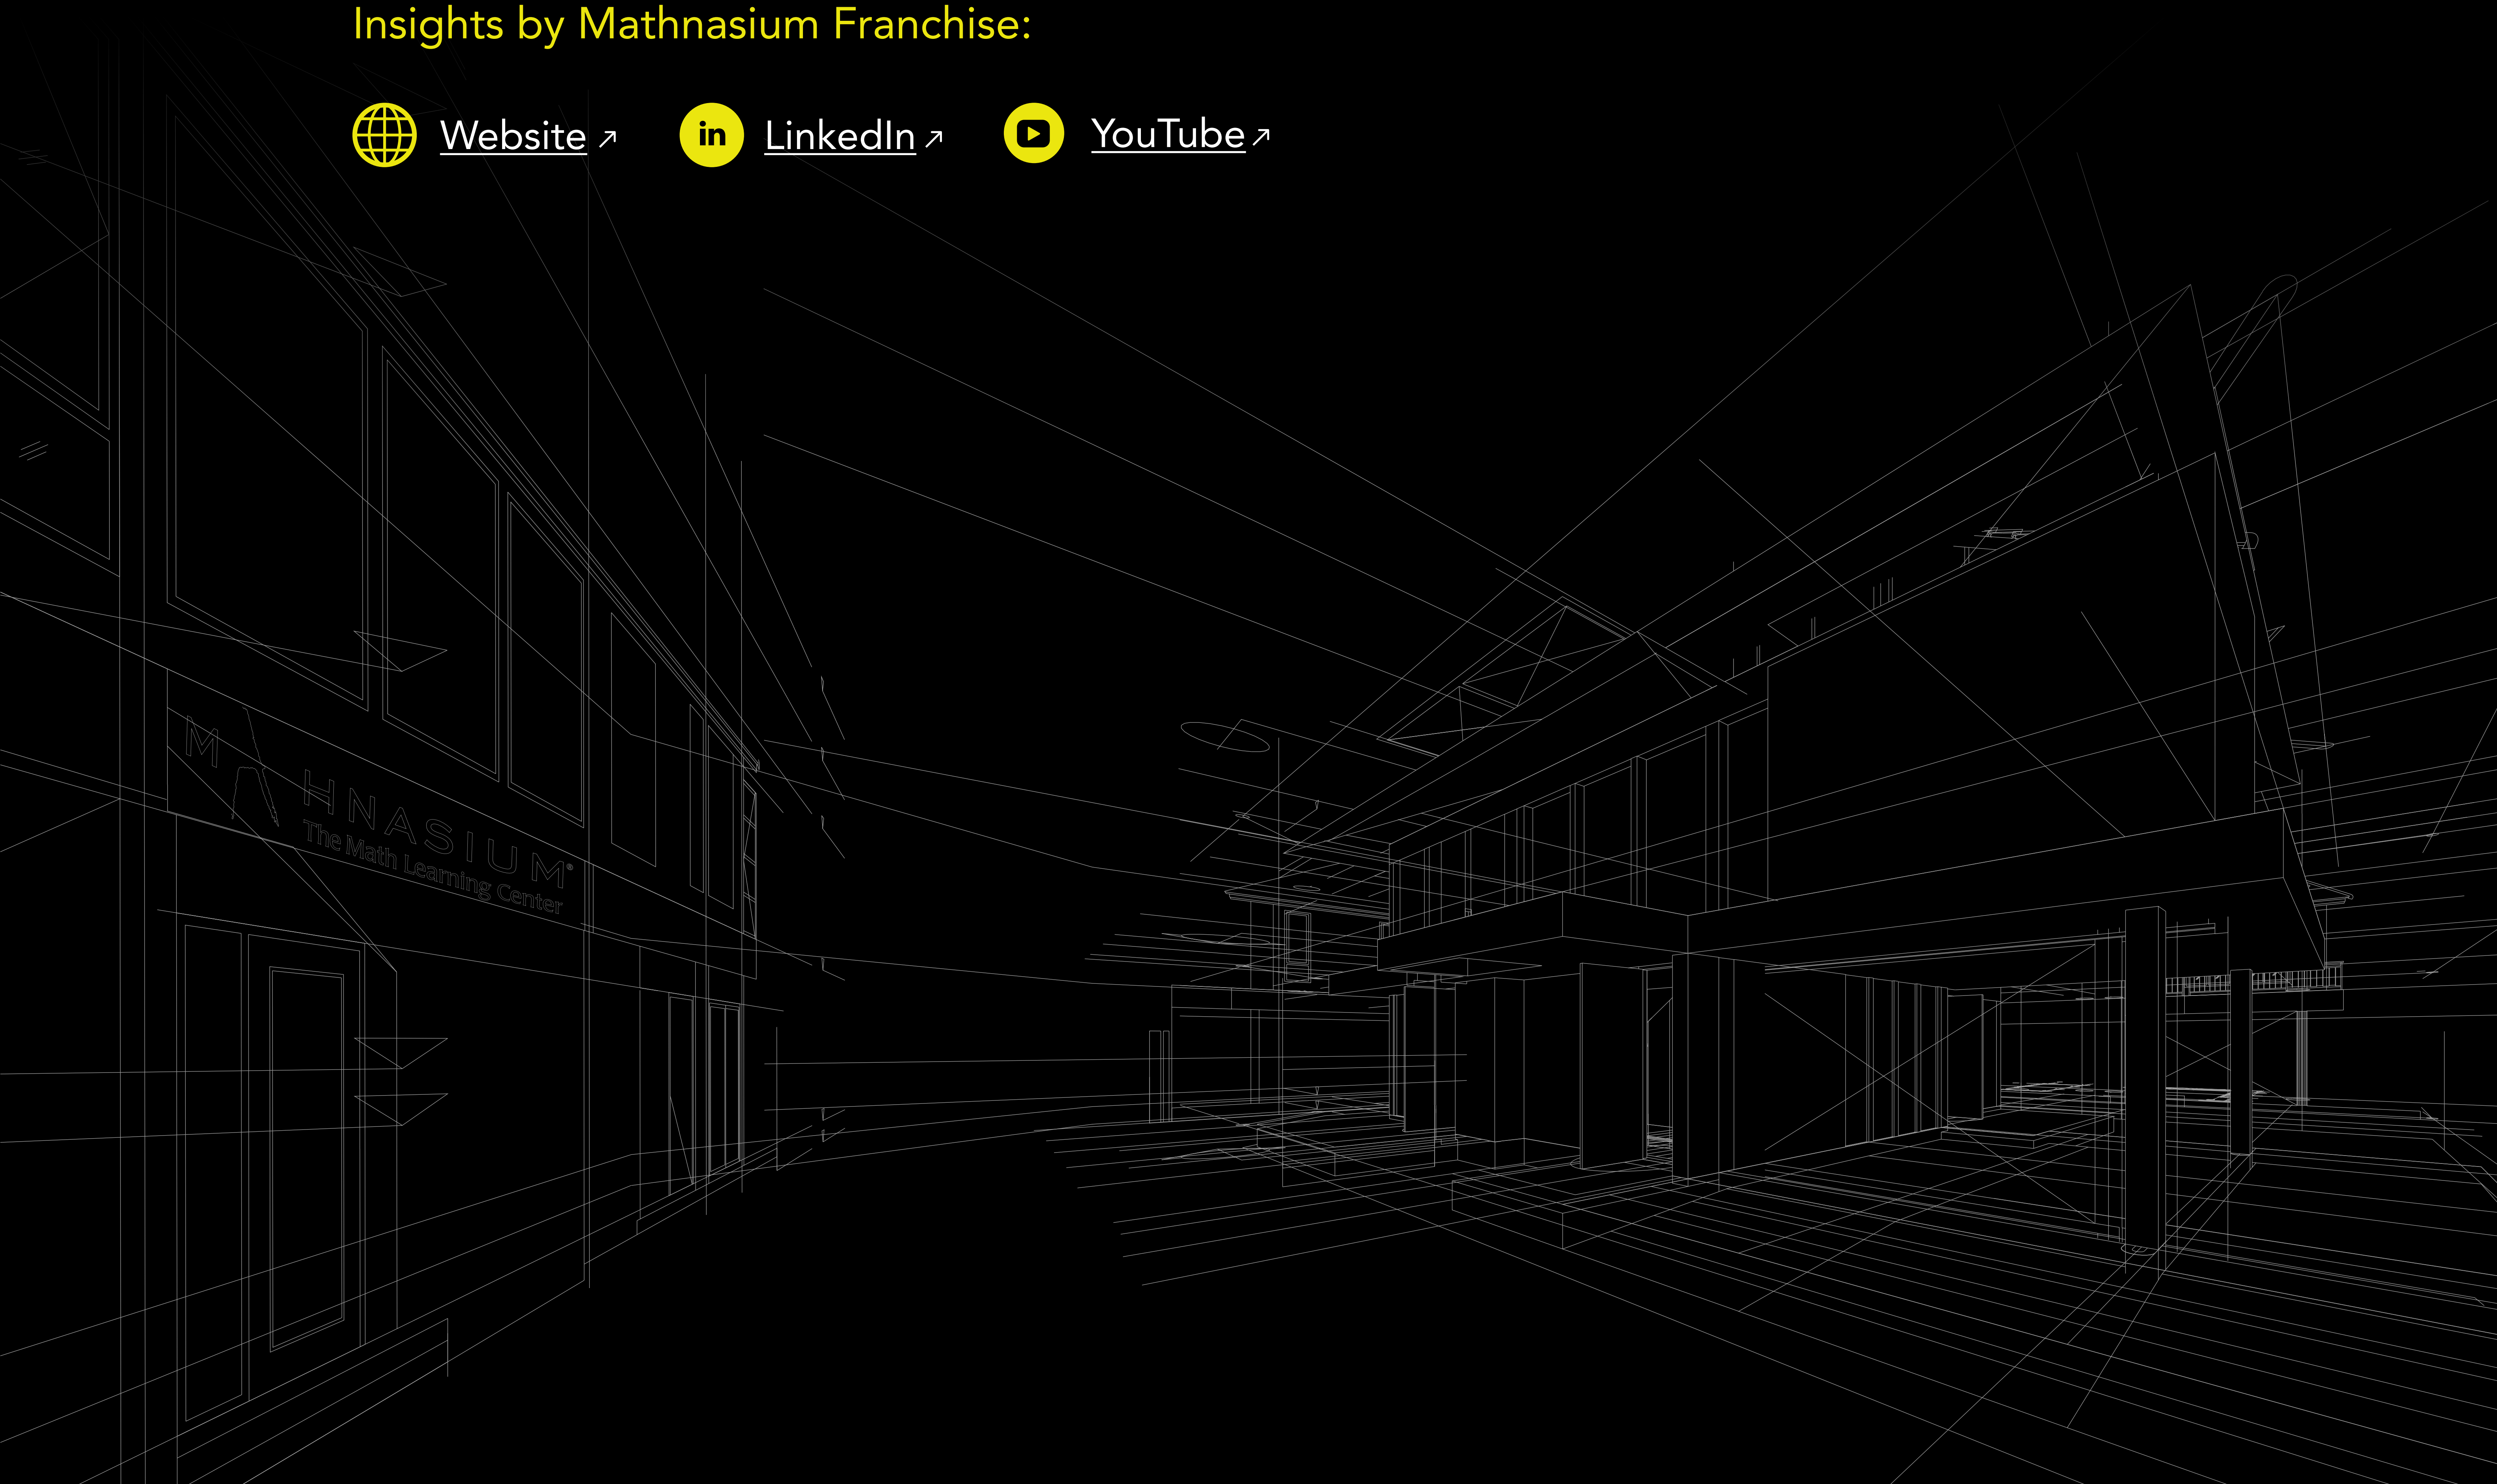 Insights by Mathnasium Franchise:
Website ↗ LinkedIn ↗ YouTube ↗
M HNASIUM®
The Math Learning Center